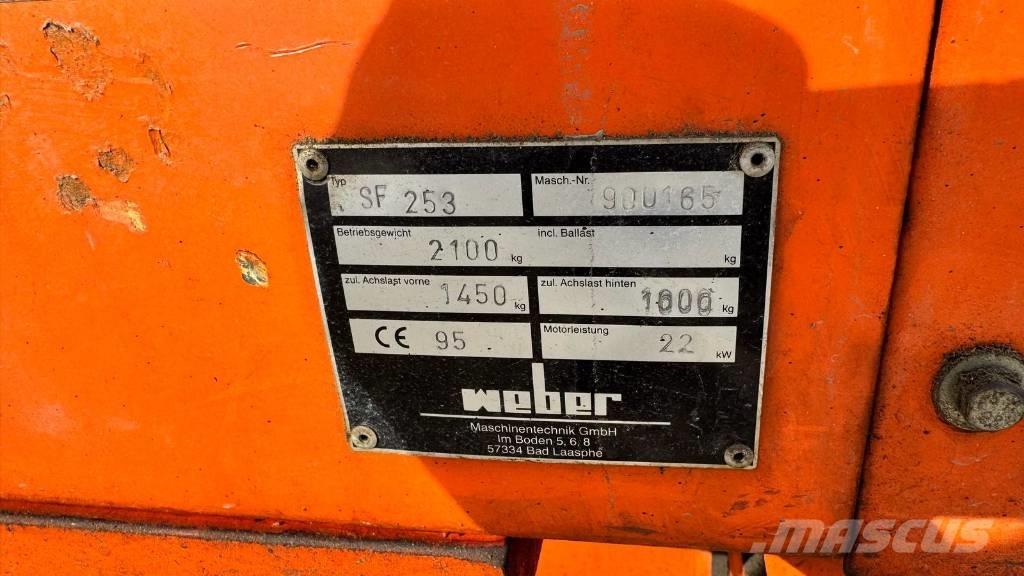 Typ SF 253 Masch.-Nr. 900165
Betriebsgewicht 2100 kg incl. Ballast kg
zul. Achslast vorne 1450 kg zul. Achslast hinten kg
CE 95 Motorleistung 22 kW
weber
Maschinentechnik GmbH
Im Boden 5, 6, 8
57334 Bad Laasphe
MASCUS